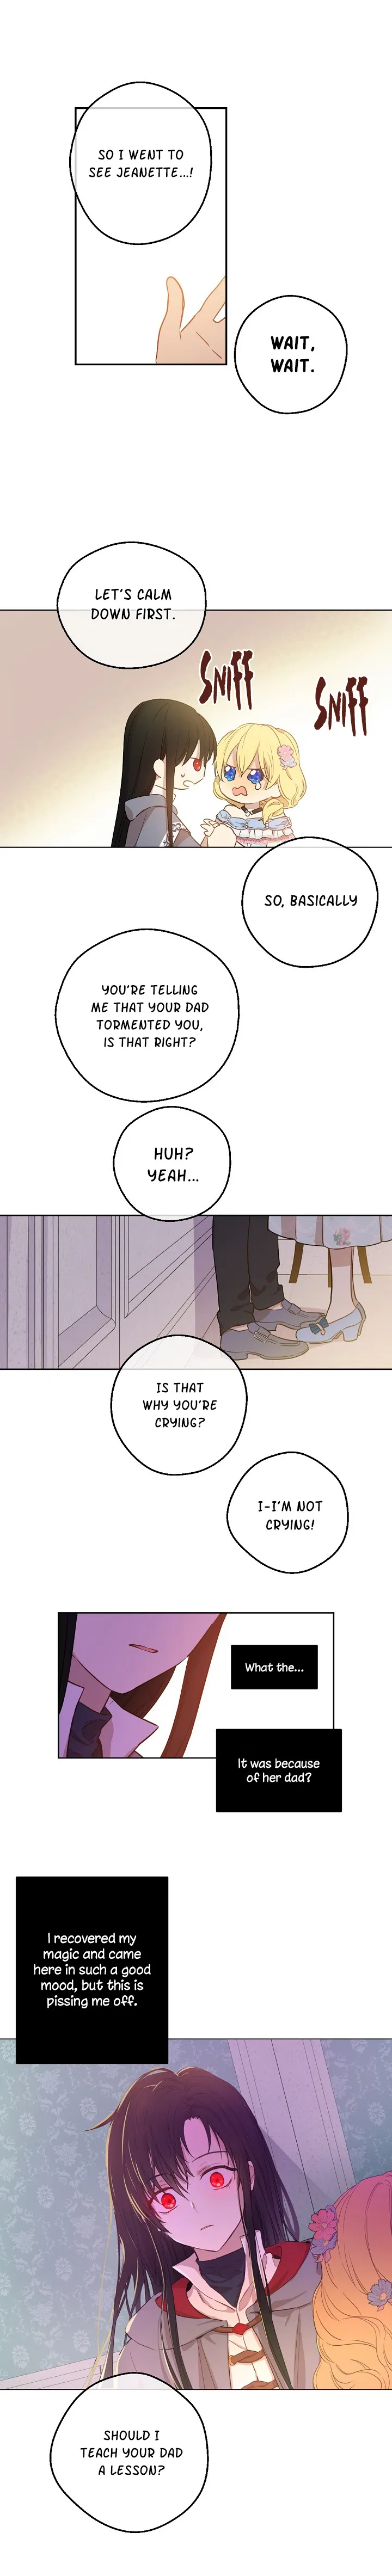 SO I WENT TO
SEE JEANETTE...!
WAIT,
WAIT.
LET'S CALM
DOWN FIRST.
SNIFF
SNIFF
SO, BASICALLY
YOU'RE TELLING
ME THAT YOUR DAD
TORMENTED YOU,
IS THAT RIGHT?
HUH?
YEAH...
IS THAT
WHY YOU'RE
CRYING?
I-I'M NOT
CRYING!
What the...
It was because
of her dad?
I recovered my
magic and came
here in such a good
mood, but this is
pissing me off.
SHOULD I
TEACH YOUR DAD
A LESSON?